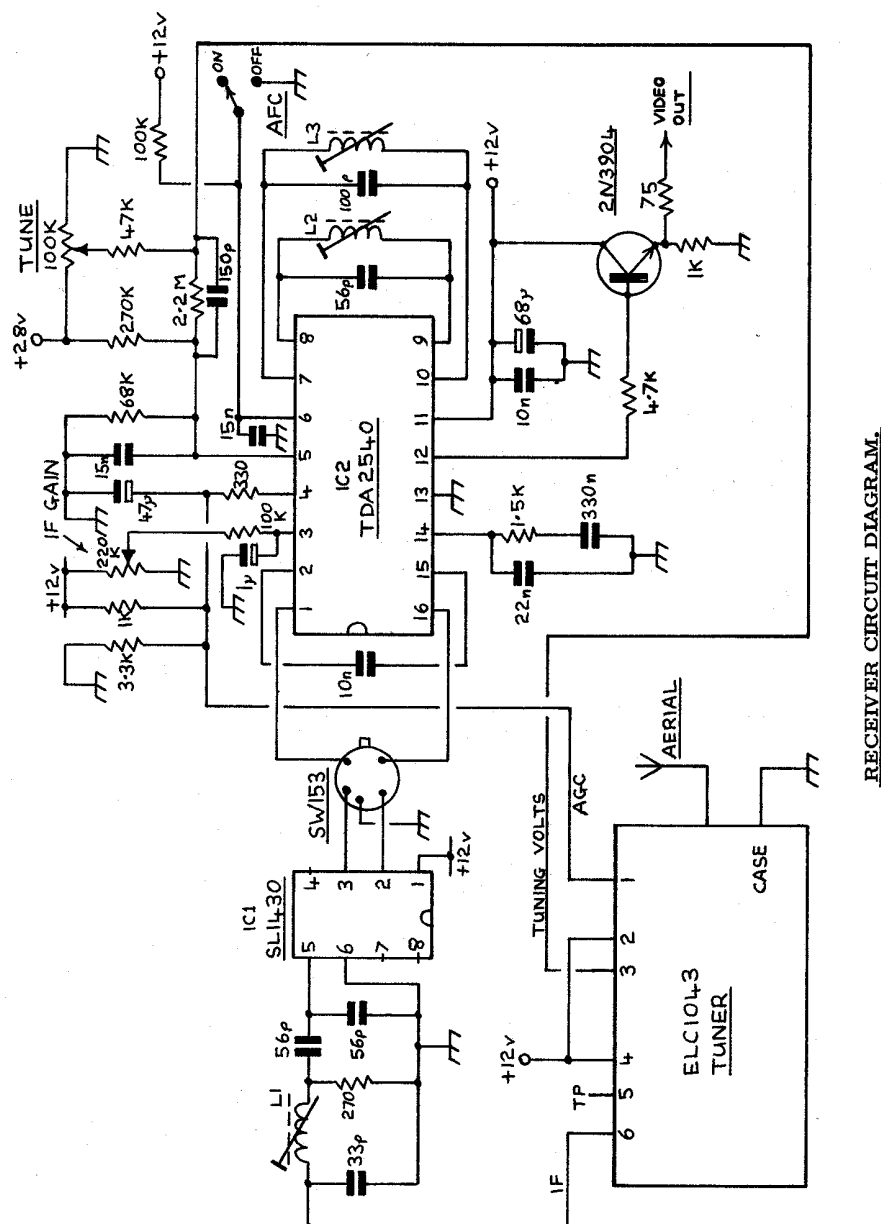 +12v
100K
ON
OFF
AFC
TUNE
100K
47K
+28v
270K
2.2M
150p
68K
15n
15n
IF GAIN
47µ
220
K
+12v
1K
3.3K
330
100
K
1µ
L3
100p
L2
56p
8
7
6
5
4
3
2
1
IC2
TDA2540
9
10
11
12
13
14
15
16
10n
+12v
68µ
10n
2N3904
75
VIDEO
OUT
1K
4.7K
1.5K
330n
22n
SW153
IC1
SL1430
4
3
2
1
5
6
7
8
+12v
56p
56p
L1
270
33p
TUNING VOLTS
AGC
AERIAL
+12v
TP
IF
1
2
3
4
5
6
CASE
ELC1043
TUNER
RECEIVER CIRCUIT DIAGRAM.